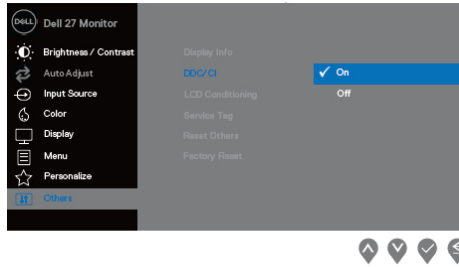 DELL Dell 27 Monitor
Brightness / Contrast
Auto Adjust
Input Source
Color
Display
Menu
Personalize
Others
Display Info
DDC/CI
LCD Conditioning
Service Tag
Reset Others
Factory Reset
On
Off